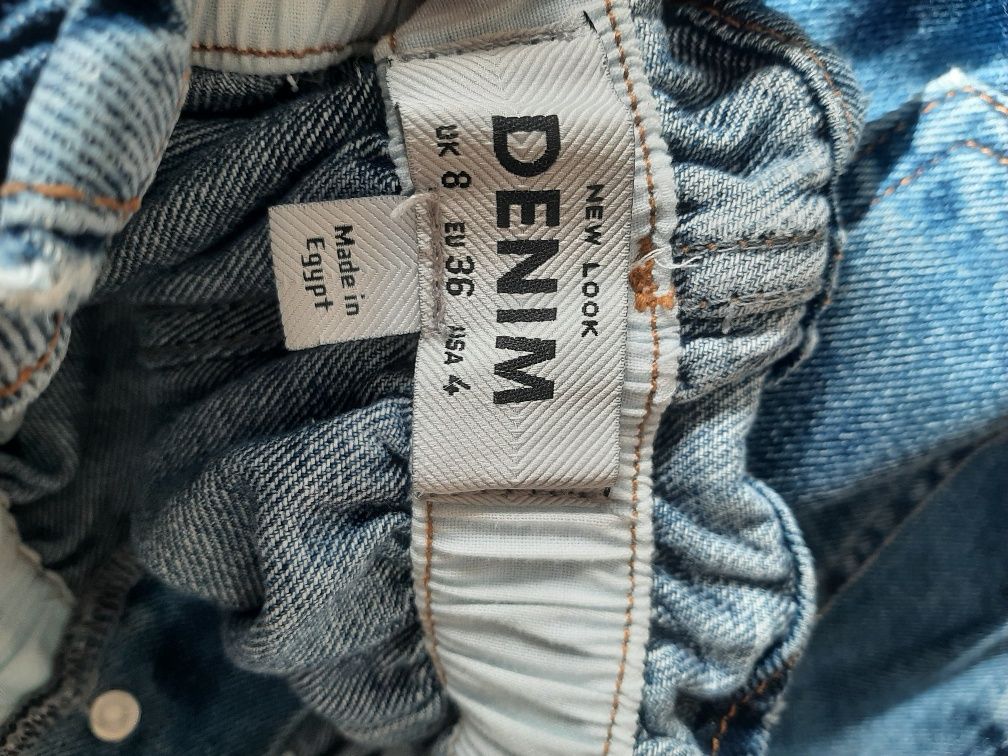 NEW LOOK
DENIM
UK 8 EU 36 USA 4
Made in
Egypt